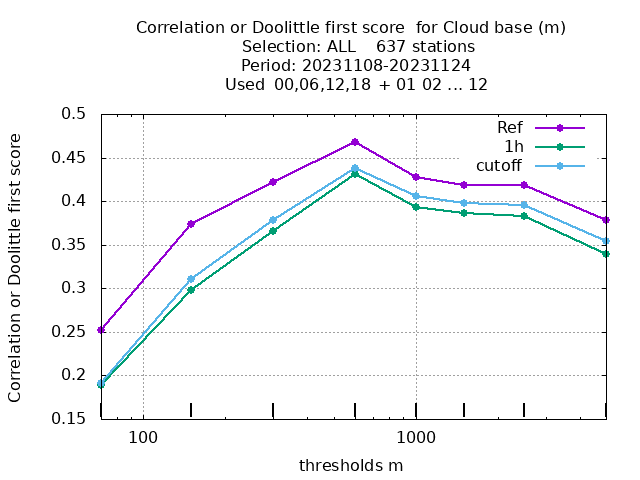 Correlation or Doolittle first score  for Cloud base (m)
Selection: ALL    637 stations
Period: 20231108-20231124
Used  00,06,12,18  + 01 02 ... 12
Correlation or Doolittle first score
0.5
0.45
0.4
0.35
0.3
0.25
0.2
0.15
Ref
1h
cutoff
100
1000
thresholds m